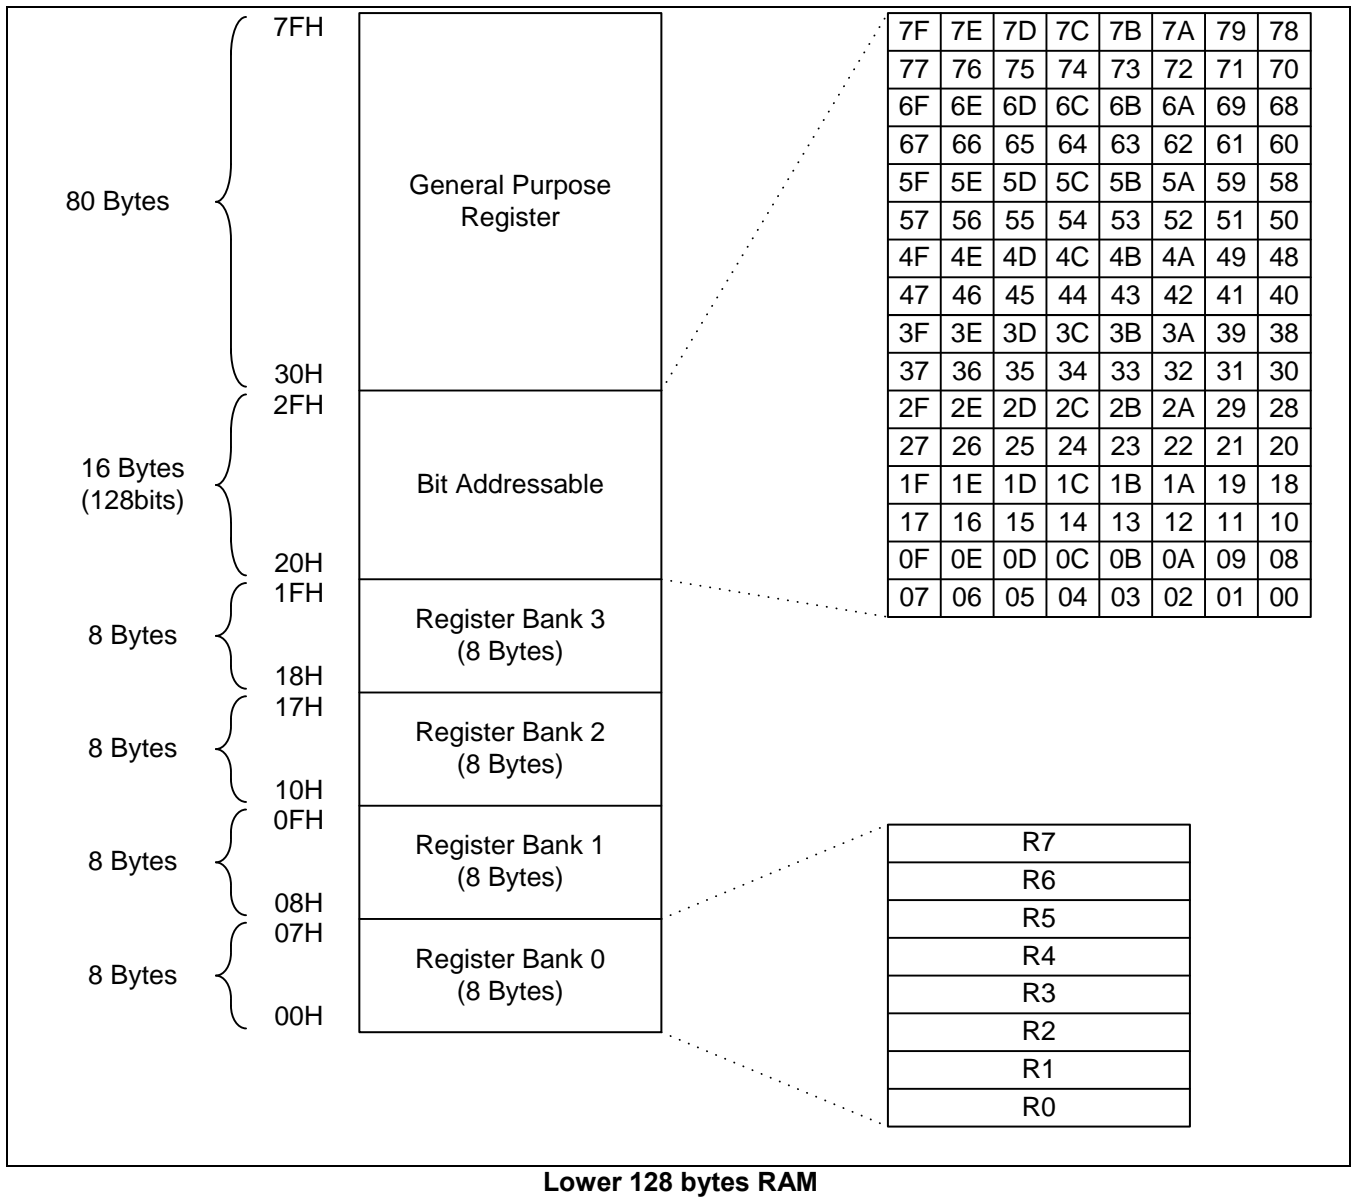 7FH
80 Bytes
General Purpose
Register
30H
2FH
16 Bytes
(128bits)
Bit Addressable
20H
1FH
8 Bytes
Register Bank 3
(8 Bytes)
18H
17H
8 Bytes
Register Bank 2
(8 Bytes)
10H
0FH
8 Bytes
Register Bank 1
(8 Bytes)
08H
07H
8 Bytes
Register Bank 0
(8 Bytes)
00H
7F 7E 7D 7C 7B 7A 79 78
77 76 75 74 73 72 71 70
6F 6E 6D 6C 6B 6A 69 68
67 66 65 64 63 62 61 60
5F 5E 5D 5C 5B 5A 59 58
57 56 55 54 53 52 51 50
4F 4E 4D 4C 4B 4A 49 48
47 46 45 44 43 42 41 40
3F 3E 3D 3C 3B 3A 39 38
37 36 35 34 33 32 31 30
2F 2E 2D 2C 2B 2A 29 28
27 26 25 24 23 22 21 20
1F 1E 1D 1C 1B 1A 19 18
17 16 15 14 13 12 11 10
0F 0E 0D 0C 0B 0A 09 08
07 06 05 04 03 02 01 00
R7
R6
R5
R4
R3
R2
R1
R0
Lower 128 bytes RAM